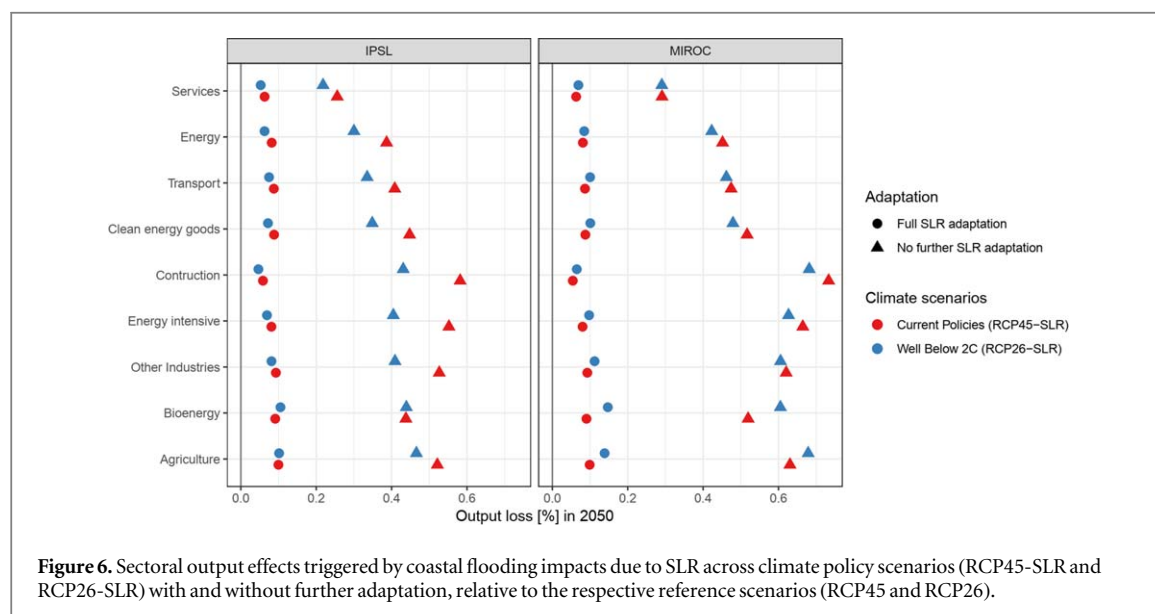 IPSL
MIROC
Services
Energy
Transport
Clean energy goods
Contruction
Energy intensive
Other Industries
Bioenergy
Agriculture
0.0 0.2 0.4 0.6
0.0 0.2 0.4 0.6
Output loss [%] in 2050
Adaptation
Full SLR adaptation
No further SLR adaptation
Climate scenarios
Current Policies (RCP45-SLR)
Well Below 2C (RCP26-SLR)
Figure 6. Sectoral output effects triggered by coastal flooding impacts due to SLR across climate policy scenarios (RCP45-SLR and
RCP26-SLR) with and without further adaptation, relative to the respective reference scenarios (RCP45 and RCP26).